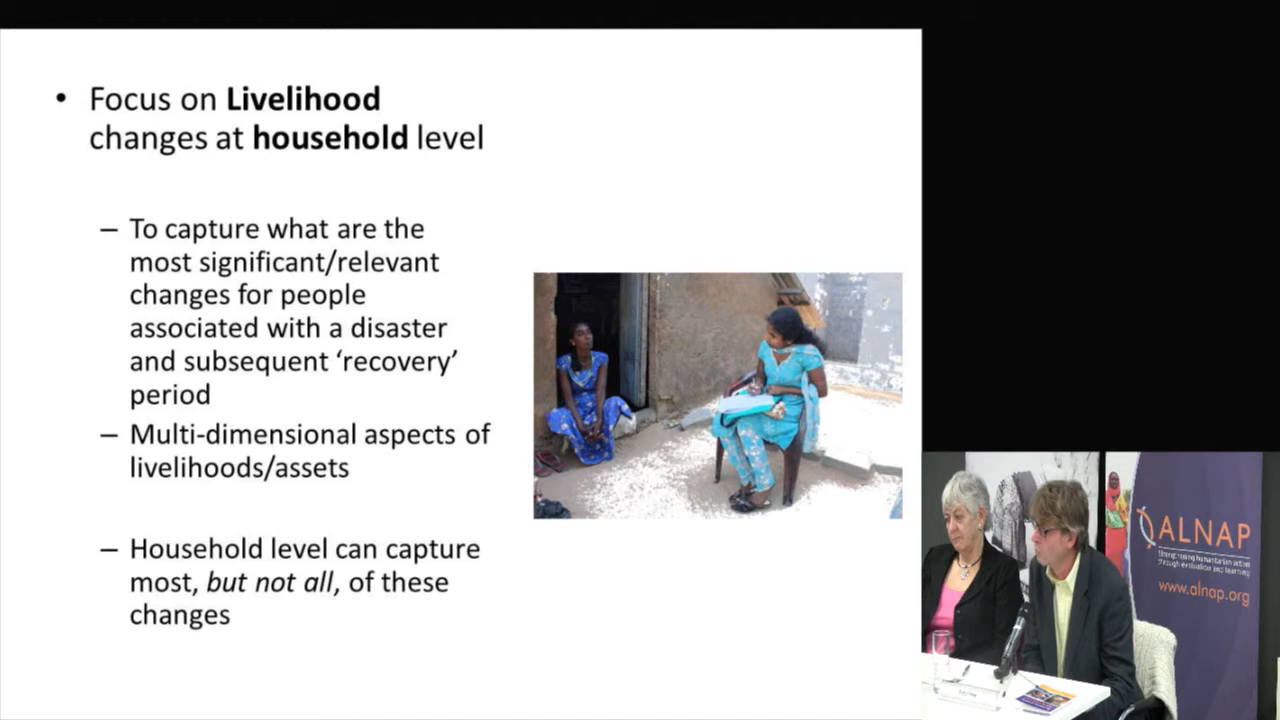 • Focus on Livelihood
changes at household level
– To capture what are the
most significant/relevant
changes for people
associated with a disaster
and subsequent ‘recovery’
period
– Multi-dimensional aspects of
livelihoods/assets
– Household level can capture
most, but not all, of these
changes
ALNAP
Strengthening humanitarian action
through evaluation and learning
www.alnap.org